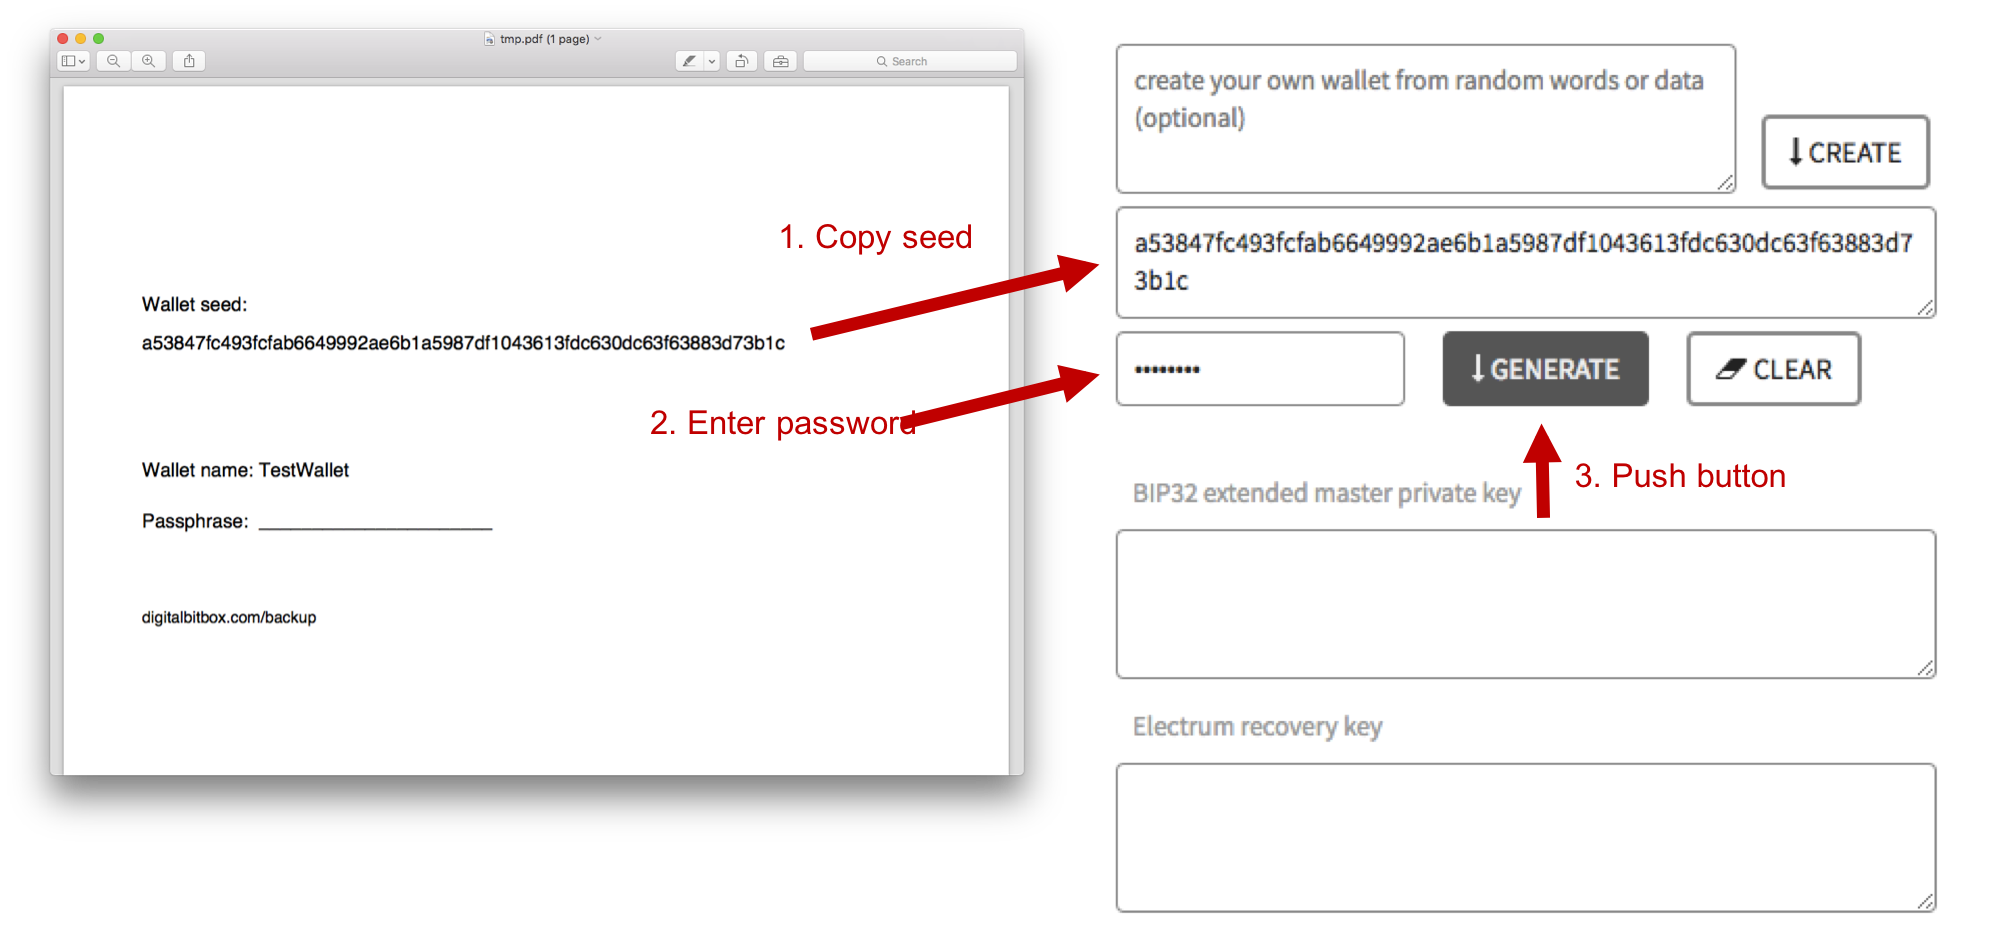 tmp.pdf (1 page)
Search
Wallet seed:
a53847fc493fcfab6649992ae6b1a5987df1043613fdc630dc63f63883d73b1c
Wallet name: TestWallet
Passphrase: ______________________
digitalbitbox.com/backup
1. Copy seed
2. Enter password
create your own wallet from random words or data
(optional)
CREATE
a53847fc493fcfab6649992ae6b1a5987df1043613fdc630dc63f63883d7
3b1c
••••••••
GENERATE
CLEAR
3. Push button
BIP32 extended master private key
Electrum recovery key